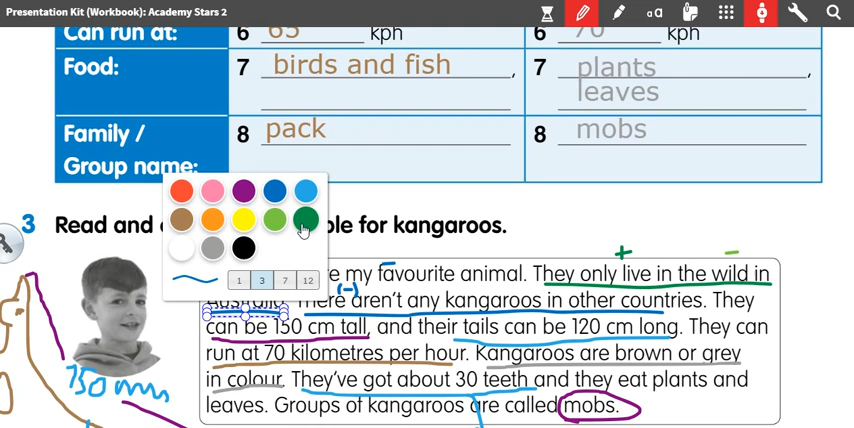 Presentation Kit (Workbook): Academy Stars 2
aa
Can run at: 6 65 kph 6 70 kph
Food: 7 birds and fish, 7 plants,
leaves
Family / 8 pack 8 mobs
Group name:
3 Read and ble for kangaroos.
1 3 7 12
+ –
my favourite animal. They only live in the wild in
(-)
Australia. There aren't any kangaroos in other countries. They
can be 150 cm tall, and their tails can be 120 cm long. They can
run at 70 kilometres per hour. Kangaroos are brown or grey
in colour. They've got about 30 teeth and they eat plants and
leaves. Groups of kangaroos are called mobs.
150